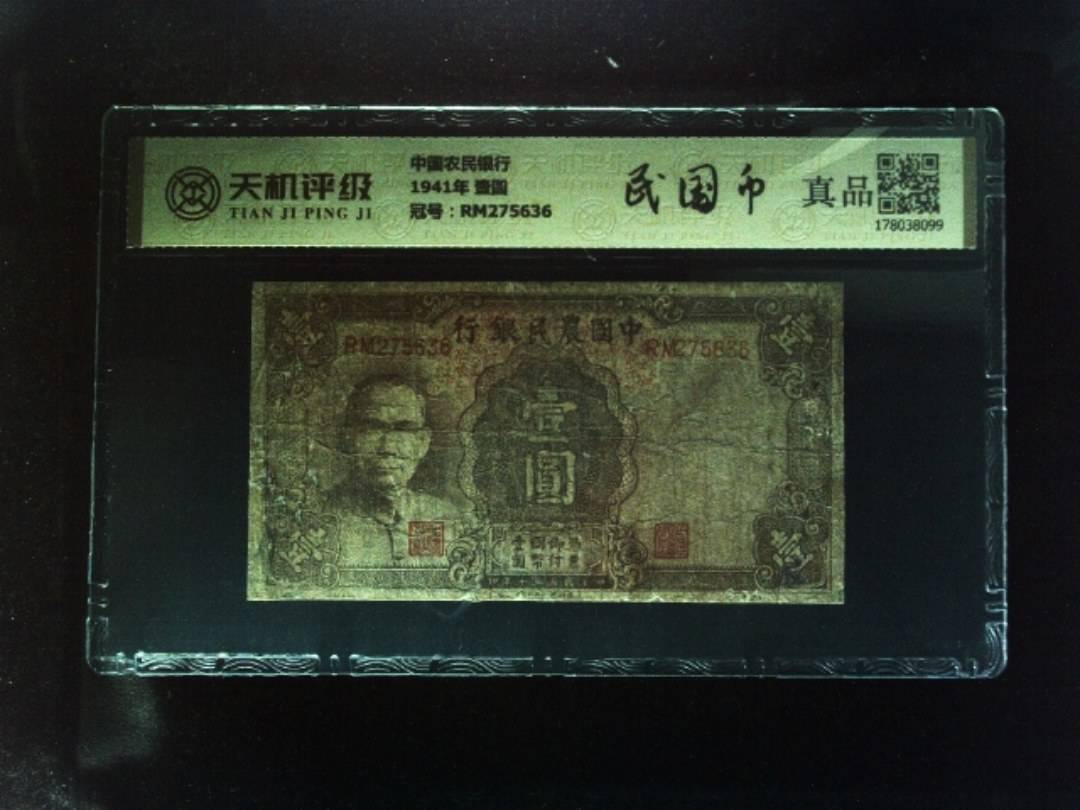 天机评级
TIAN JI PING JI
中国农民银行
1941年 壹圆
冠号：RM275636
民国币
真品
178038099
行銀民農國中
RM275636
RM275636
壹
圓